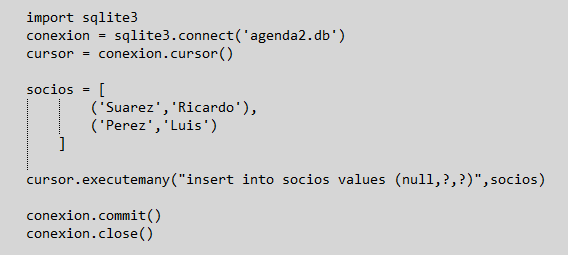 import sqlite3
conexion = sqlite3.connect('agenda2.db')
cursor = conexion.cursor()
socios = [
('Suarez','Ricardo'),
('Perez','Luis')
]
cursor.executemany("insert into socios values (null,?,?)",socios)
conexion.commit()
conexion.close()